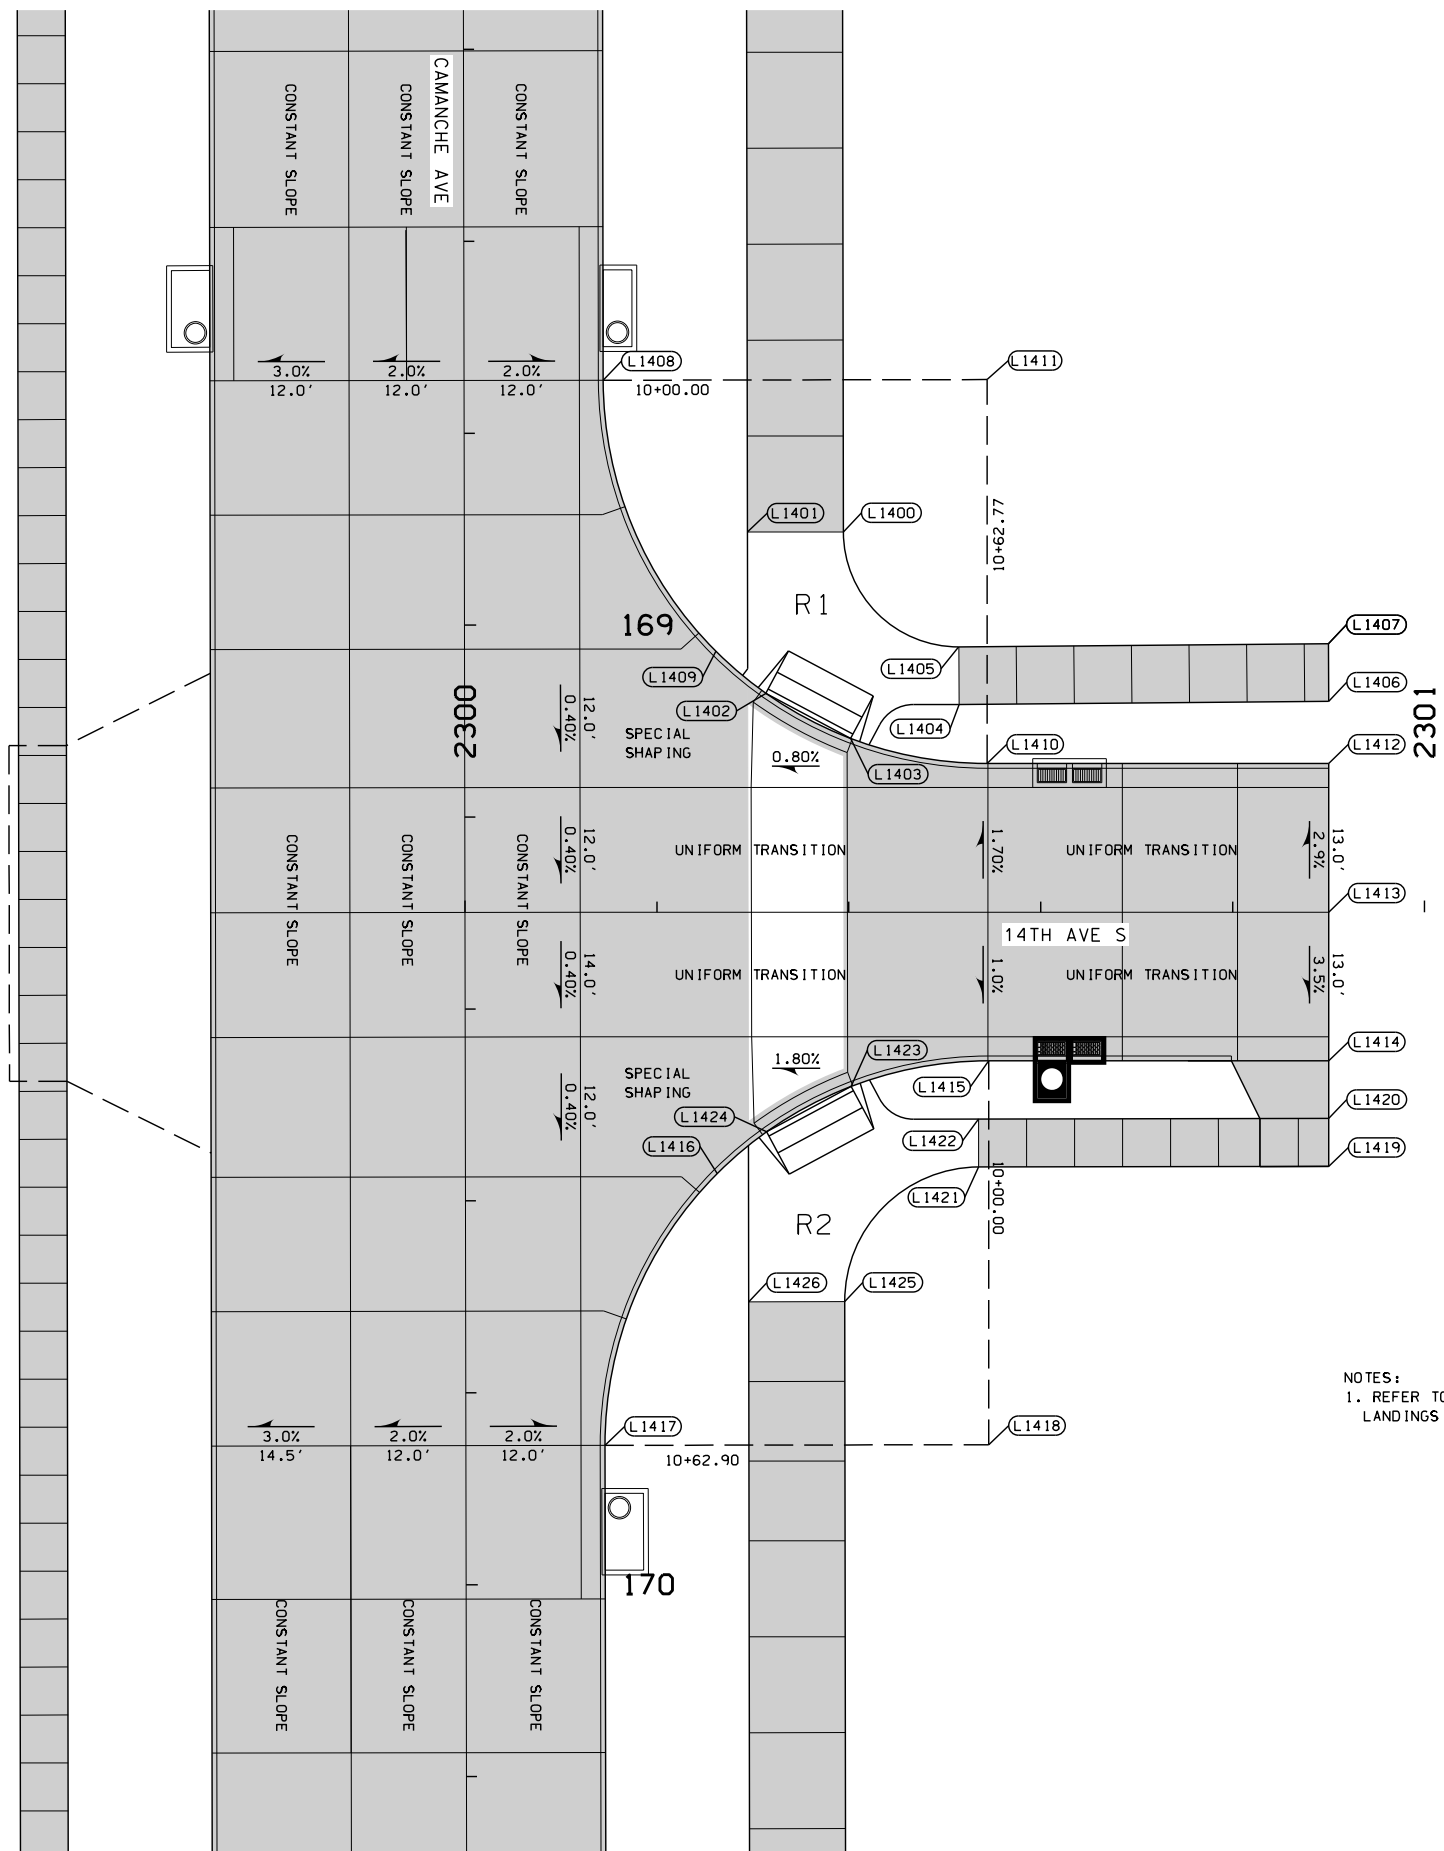 CAMANCHE AVE
CONSTANT SLOPE
CONSTANT SLOPE
CONSTANT SLOPE
3.0%
12.0'
2.0%
12.0'
2.0%
12.0'
L1408
10+00.00
L1411
L1401
L1400
10+62.77
R1
169
L1407
L1405
L1409
L1406
L1402
L1404
2300
12.0'
0.40%
SPECIAL
SHAPING
2301
L1410
L1412
0.80%
L1403
CONSTANT SLOPE
CONSTANT SLOPE
CONSTANT SLOPE
12.0'
0.40%
UNIFORM TRANSITION
1.70%
UNIFORM TRANSITION
13.0'
2.9%
L1413
14TH AVE S
14.0'
0.40%
UNIFORM TRANSITION
1.0%
UNIFORM TRANSITION
13.0'
3.5%
L1423
L1414
1.80%
SPECIAL
SHAPING
L1415
12.0'
0.40%
L1424
L1420
L1422
L1416
L1419
L1421
10+00.00
R2
L1426
L1425
NOTES:
1. REFER TO
LANDINGS
3.0%
14.5'
2.0%
12.0'
2.0%
12.0'
L1417
L1418
10+62.90
170
CONSTANT SLOPE
CONSTANT SLOPE
CONSTANT SLOPE